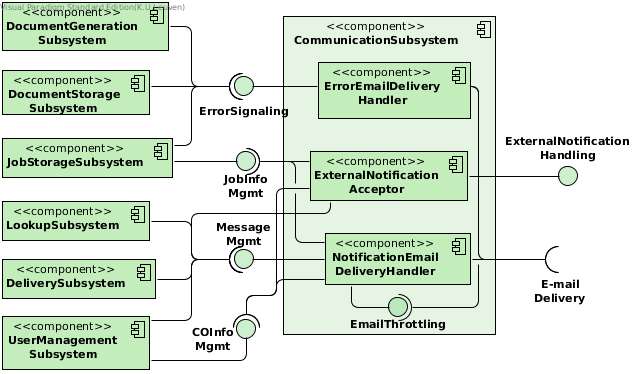 Visual Paradigm Standard Edition(K.U.Leuven)
<<component>>
DocumentGeneration
Subsystem
<<component>>
DocumentStorage
Subsystem
<<component>>
JobStorageSubsystem
<<component>>
LookupSubsystem
<<component>>
DeliverySubsystem
<<component>>
UserManagement
Subsystem
ErrorSignaling
JobInfo
Mgmt
Message
Mgmt
COInfo
Mgmt
<<component>>
CommunicationSubsystem
<<component>>
ErrorEmailDelivery
Handler
<<component>>
ExternalNotification
Acceptor
<<component>>
NotificationEmail
DeliveryHandler
EmailThrottling
ExternalNotification
Handling
E-mail
Delivery